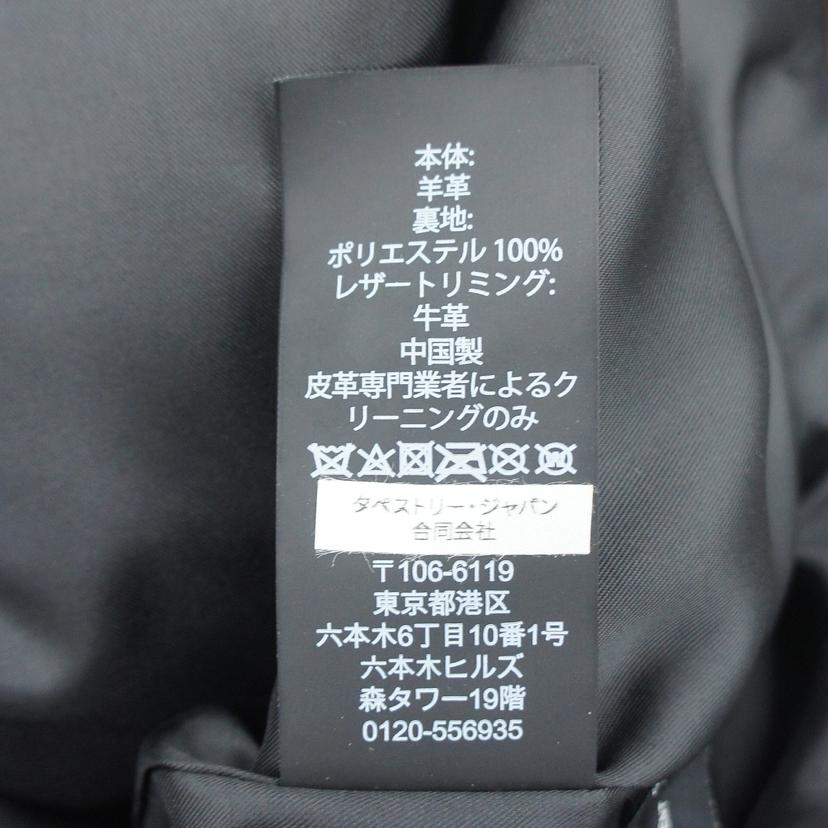 本体:
羊革
裏地:
ポリエステル 100%
レザートリミング:
牛革
中国製
皮革専門業者によるク
リーニングのみ
タペストリー・ジャパン
合同会社
〒106-6119
東京都港区
六本木6丁目10番1号
六本木ヒルズ
森タワー19階
0120-556935